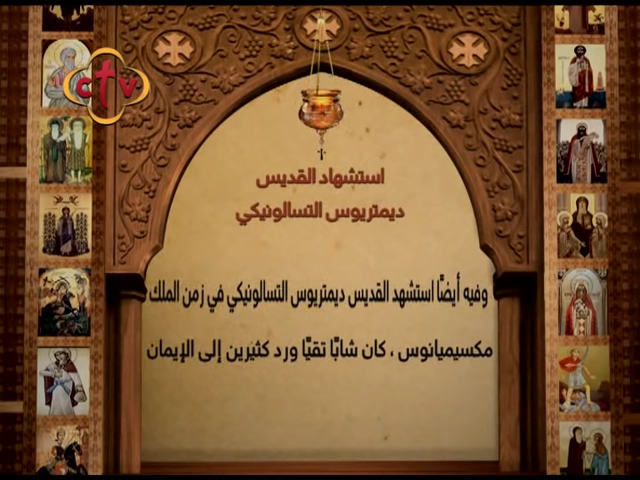 CTV
استشهاد القديس
ديمتريوس التسالونيكي
وفيه أيضًا استشهد القديس ديمتريوس التسالونيكي في زمن الملك
مكسيميانوس ، كان شابًا تقيًا ورد كثيرين إلى الإيمان